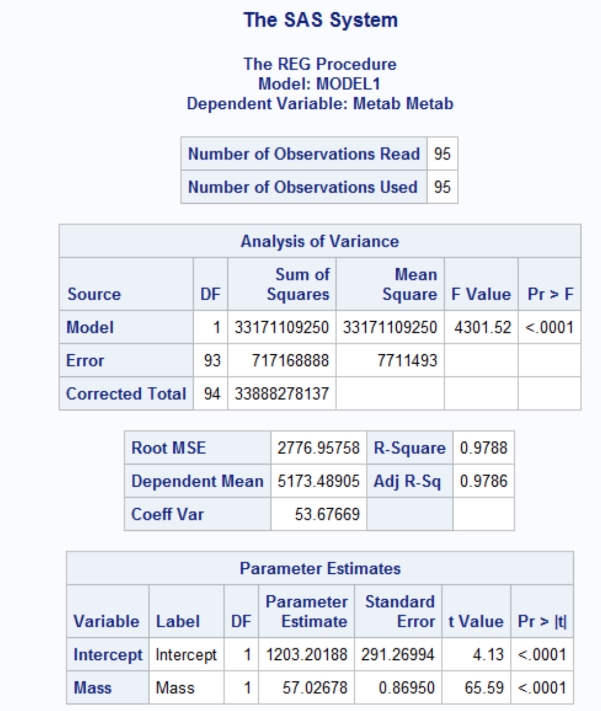 The SAS System
The REG Procedure
Model: MODEL1
Dependent Variable: Metab Metab
Number of Observations Read 95
Number of Observations Used 95
Analysis of Variance
Source DF Sum of Squares Mean Square F Value Pr > F
Model 1 33171109250 33171109250 4301.52 <.0001
Error 93 717168888 7711493
Corrected Total 94 33888278137
Root MSE 2776.95758 R-Square 0.9788
Dependent Mean 5173.48905 Adj R-Sq 0.9786
Coeff Var 53.67669
Parameter Estimates
Variable Label DF Parameter Estimate Standard Error t Value Pr > |t|
Intercept Intercept 1 1203.20188 291.26994 4.13 <.0001
Mass Mass 1 57.02678 0.86950 65.59 <.0001